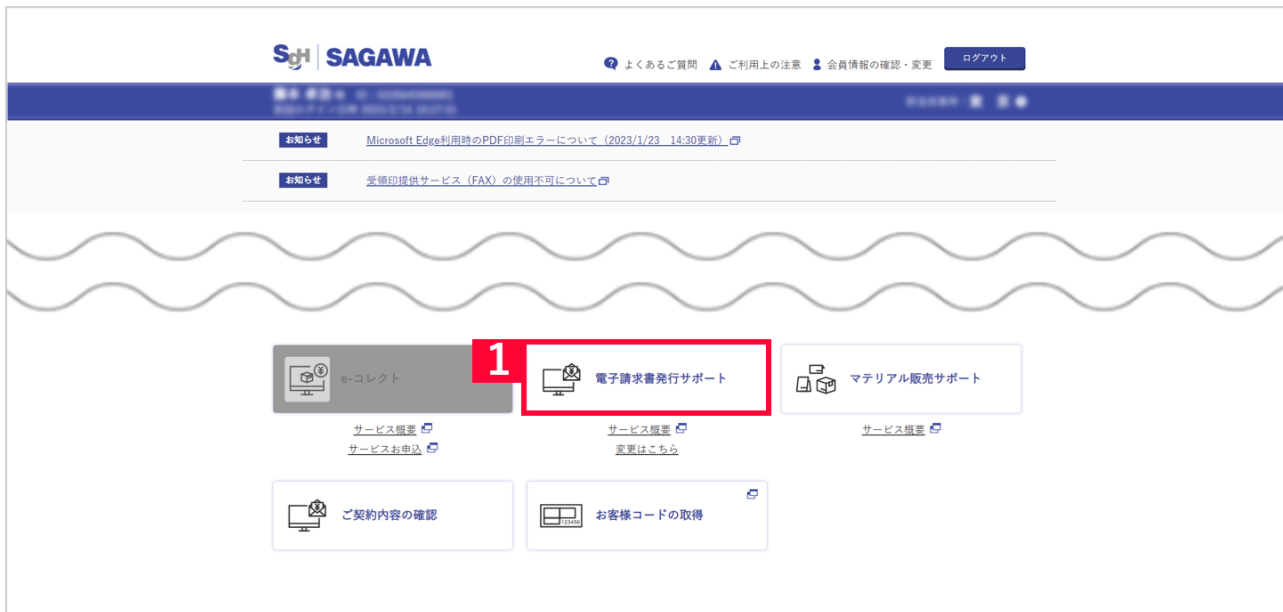 SGH SAGAWA
よくあるご質問 ご利用上の注意 会員情報の確認・変更 ログアウト
お知らせ Microsoft Edge利用時のPDF印刷エラーについて（2023/1/23 14:30更新）
お知らせ 受領印提供サービス（FAX）の使用不可について
e-コレクト
1
電子請求書発行サポート
マテリアル販売サポート
サービス概要
サービスお申込
サービス概要
変更はこちら
サービス概要
ご契約内容の確認
123456
お客様コードの取得